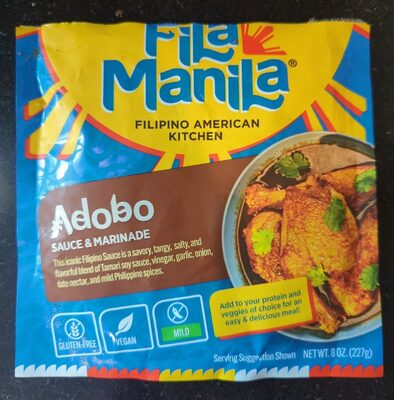 Fila
Manila®
FILIPINO AMERICAN
KITCHEN
Adobo
SAUCE & MARINADE
This iconic Filipino Sauce is a savory, tangy, salty, and
flavorful blend of Tamari soy sauce, vinegar, garlic, onion,
date nectar, and mild Philippine spices.
Add to your protein and
veggies of choice for an
easy & delicious meal!
GLUTEN-FREE
VEGAN
MILD
Serving Suggestion Shown NET WT. 8 OZ. (227g)